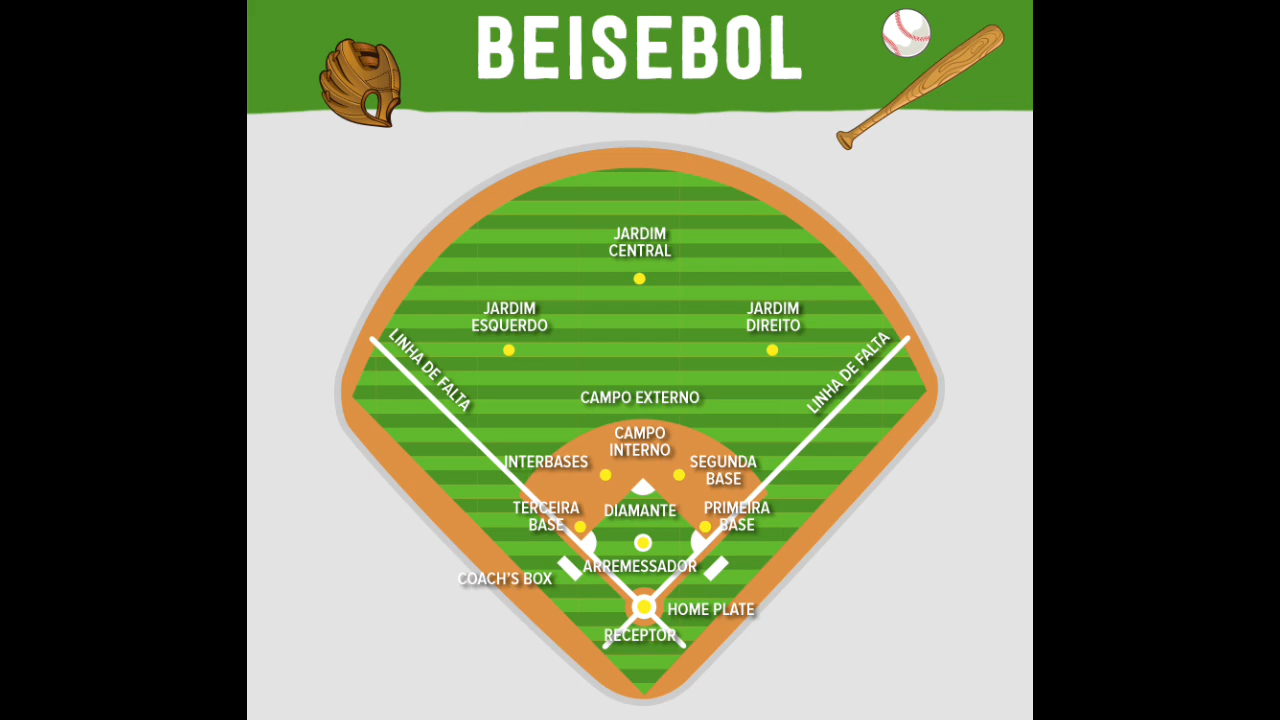 BEISEBOL
JARDIM
CENTRAL
JARDIM
ESQUERDO
JARDIM
DIREITO
LINHA DE FALTA
LINHA DE FALTA
CAMPO EXTERNO
CAMPO
INTERNO
INTERBASES
SEGUNDA
BASE
TERCEIRA
BASE
DIAMANTE
PRIMEIRA
BASE
ARREMESSADOR
COACH'S BOX
HOME PLATE
RECEPTOR